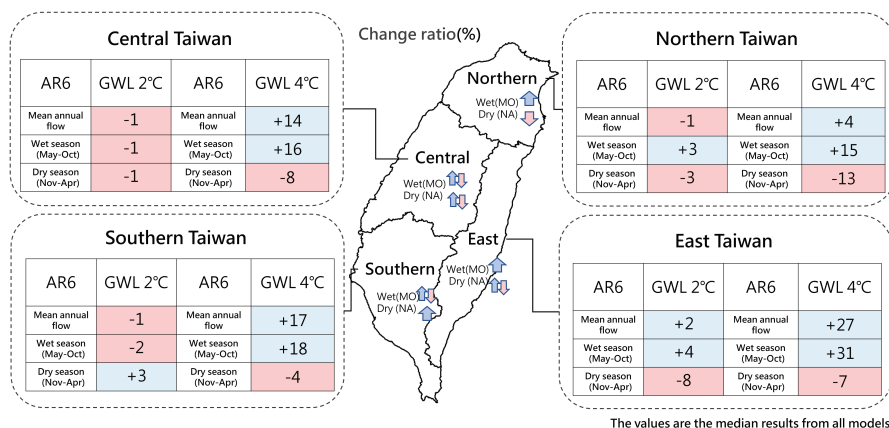 Change ratio(%)
Central Taiwan
AR6 GWL 2℃ AR6 GWL 4℃
Mean annual flow -1 Mean annual flow +14
Wet season (May-Oct) -1 Wet season (May-Oct) +16
Dry season (Nov-Apr) -1 Dry season (Nov-Apr) -8
Northern Taiwan
AR6 GWL 2℃ AR6 GWL 4℃
Mean annual flow -1 Mean annual flow +4
Wet season (May-Oct) +3 Wet season (May-Oct) +15
Dry season (Nov-Apr) -3 Dry season (Nov-Apr) -13
Northern
Wet(MO)
Dry (NA)
Central
Wet(MO)
Dry (NA)
East
Wet(MO)
Dry (NA)
Southern
Wet(MO)
Dry (NA)
Southern Taiwan
AR6 GWL 2℃ AR6 GWL 4℃
Mean annual flow -1 Mean annual flow +17
Wet season (May-Oct) -2 Wet season (May-Oct) +18
Dry season (Nov-Apr) +3 Dry season (Nov-Apr) -4
East Taiwan
AR6 GWL 2℃ AR6 GWL 4℃
Mean annual flow +2 Mean annual flow +27
Wet season (May-Oct) +4 Wet season (May-Oct) +31
Dry season (Nov-Apr) -8 Dry season (Nov-Apr) -7
The values are the median results from all models